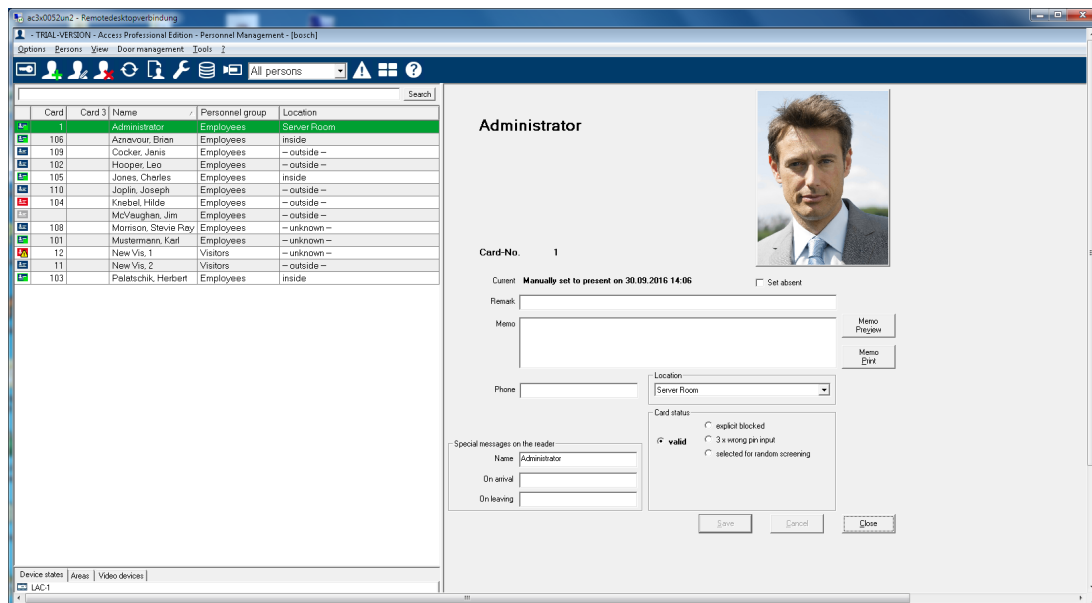 ac3x0052un2 - Remotedesktopverbindung
- TRIAL-VERSION - Access Professional Edition - Personnel Management - [bosch]
Options Persons View Door management Tools ?
All persons
Search
Card Card 3 Name Personnel group Location
1 Administrator Employees Server Room
106 Aznavour, Brian Employees inside
109 Cocker, Janis Employees – outside –
102 Hooper, Leo Employees – outside –
105 Jones, Charles Employees inside
110 Joplin, Joseph Employees – outside –
104 Knebel, Hilde Employees – outside –
McVaughan, Jim Employees – outside –
108 Morrison, Stevie Ray Employees – unknown –
101 Mustermann, Karl Employees – unknown –
12 New Vis, 1 Visitors – unknown –
11 New Vis, 2 Visitors – outside –
103 Palatschik, Herbert Employees inside
Administrator
Card-No. 1
Current Manually set to present on 30.09.2016 14:06
Set absent
Remark
Memo
Memo Preview
Memo Print
Phone
Location
Server Room
Card status
valid
explicit blocked
3 x wrong pin input
selected for random screening
Special messages on the reader
Name Administrator
On arrival
On leaving
Save Cancel Close
Device states Areas Video devices
LAC-1